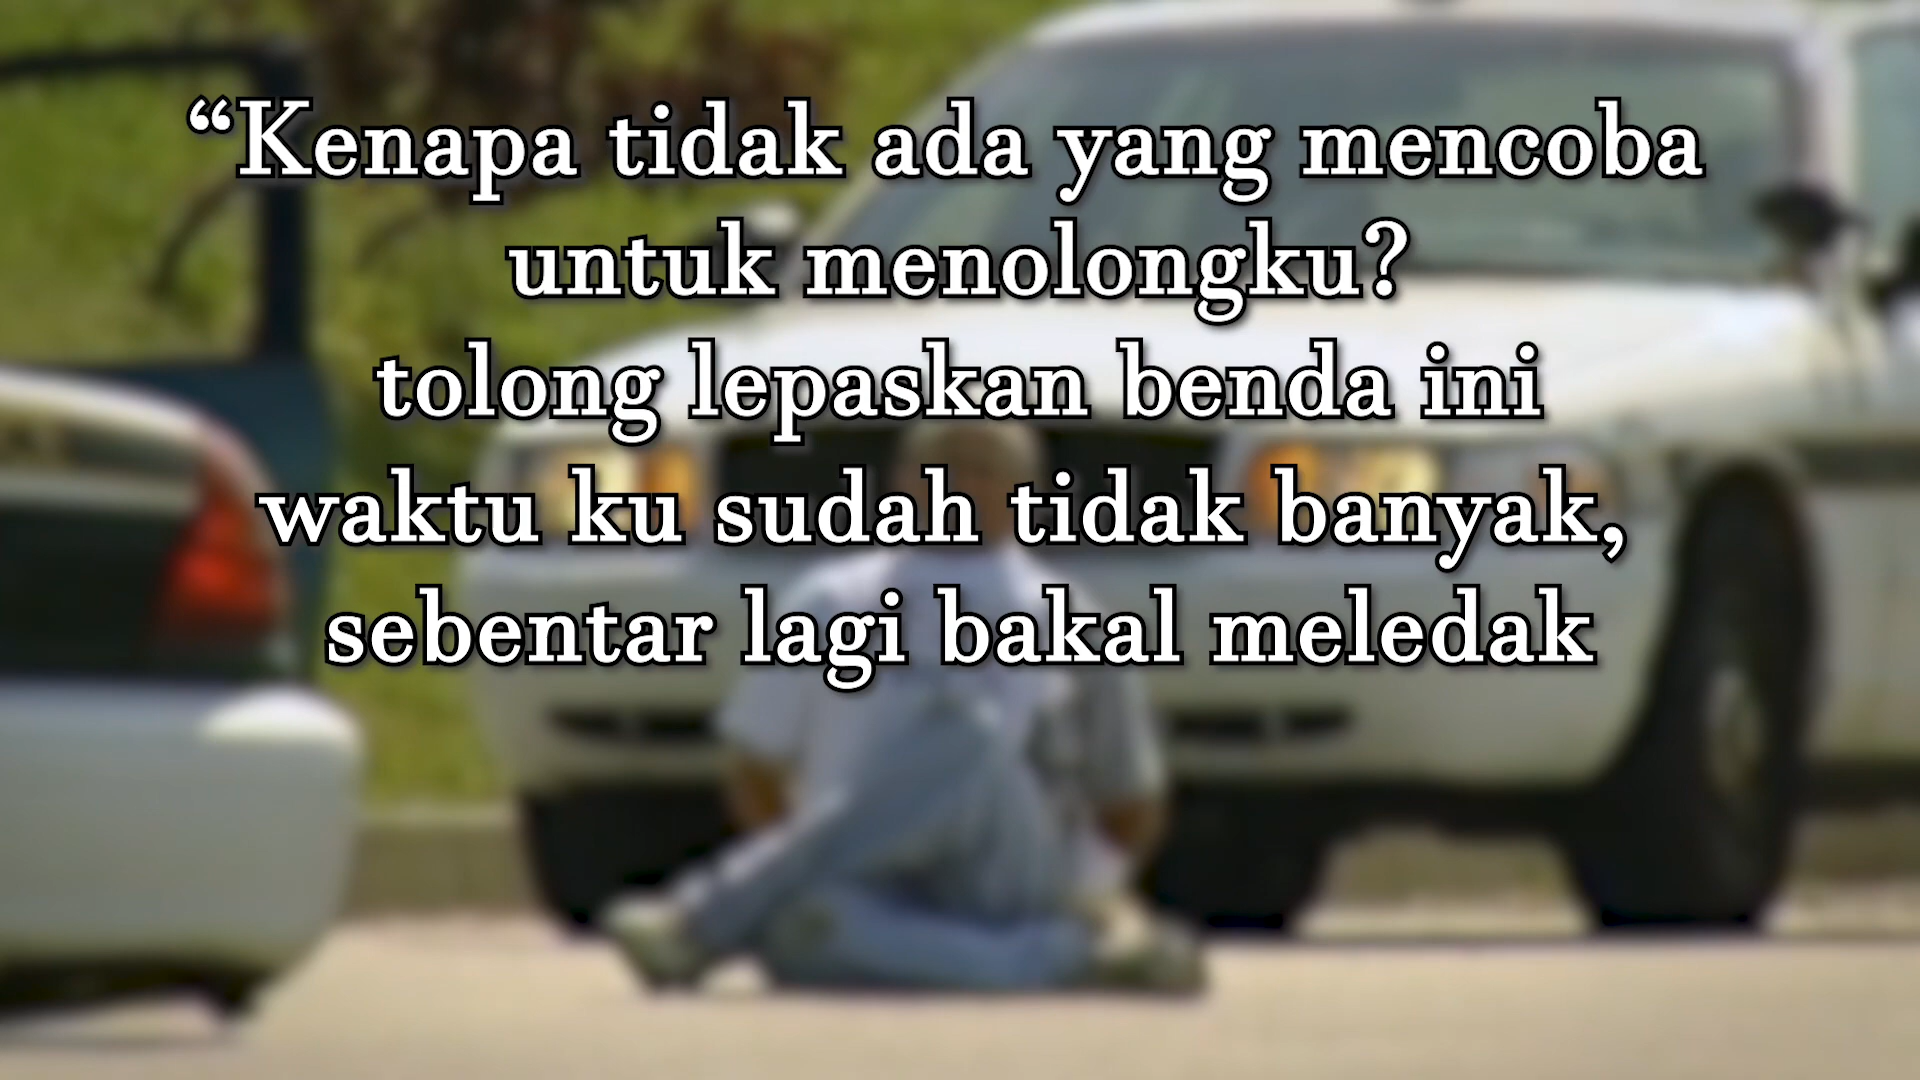 “Kenapa tidak ada yang mencoba
untuk menolongku?
tolong lepaskan benda ini
waktu ku sudah tidak banyak,
sebentar lagi bakal meledak